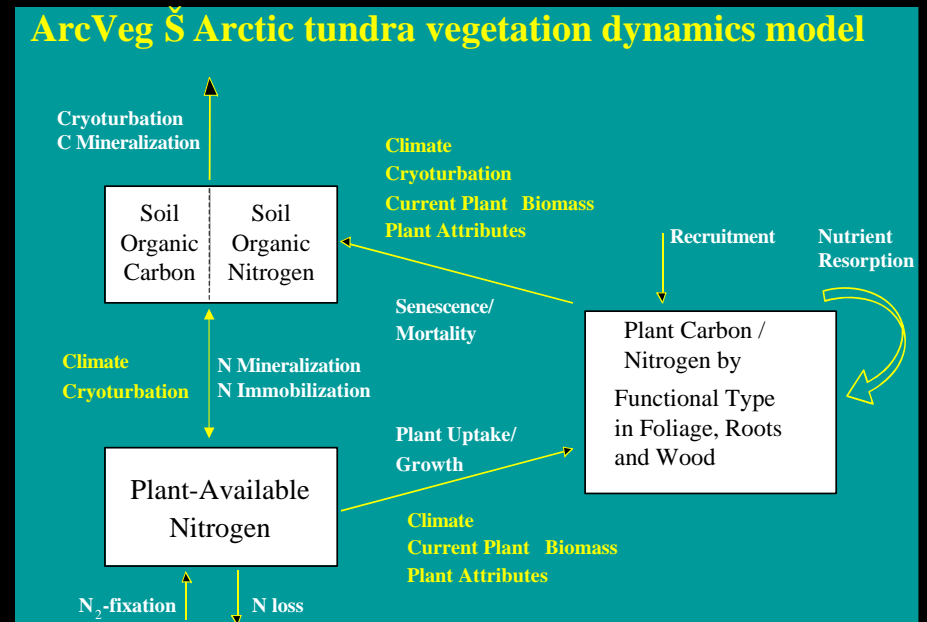 ArcVeg Š Arctic tundra vegetation dynamics model
Cryoturbation
C Mineralization
Climate
Cryoturbation
Current Plant Biomass
Plant Attributes
Soil
Organic
Carbon
Soil
Organic
Nitrogen
Recruitment
Nutrient
Resorption
Senescence/
Mortality
Plant Carbon /
Nitrogen by
Functional Type
in Foliage, Roots
and Wood
Climate
Cryoturbation
N Mineralization
N Immobilization
Plant Uptake/
Growth
Plant-Available
Nitrogen
Climate
Current Plant Biomass
Plant Attributes
N₂-fixation
N loss